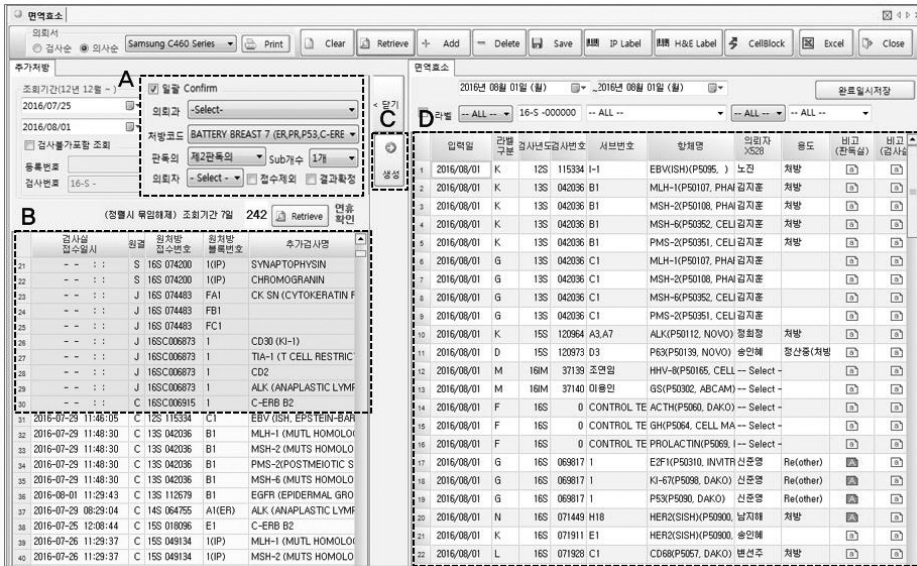 면역효소
의뢰서
검사순 의사순 Samsung C460 Series Print Clear Retrieve Add Delete Save IP Label H&E Label CellBlock Excel Close
추가처방
A
조회기간(12년 12월 ~ )
2016/07/25
2016/08/01
검사불가포함 조회
등록번호
검사번호 16-S -
일괄 Confirm
의뢰과 -Select-
처방코드 BATTERY BREAST 7 (ER,PR,P53,C-ERE
판독의 제2판독의 Sub개수 1개
의뢰자 - Select - 접수제외 결과확정
< 닫기
C
생성
B
(정렬시 묶임해제) 조회기간 7일 242 Retrieve 연휴 확인
검사실 접수일시 원결 원처방 접수번호 원처방 블록번호 추가검사명
21 - - : : S 16S 074200 1(IP) SYNAPTOPHYSIN
22 - - : : S 16S 074200 1(IP) CHROMOGRANIN
23 - - : : J 16S 074483 FA1 CK SN (CYTOKERATIN F
24 - - : : J 16S 074483 FB1
25 - - : : J 16S 074483 FC1
26 - - : : J 16SC006873 1 CD30 (KI-1)
27 - - : : J 16SC006873 1 TIA-1 (T CELL RESTRIC
28 - - : : J 16SC006873 1 CD2
29 - - : : J 16SC006873 1 ALK (ANAPLASTIC LYMF
30 - - : : C 16SC006915 1 C-ERB B2
31 2016-07-29 11:46:05 C 12S 115334 C1 EBV (ISH, EPSTEIN-BAR
32 2016-07-29 11:48:30 C 13S 042036 B1 MLH-1 (MUTL HOMOLO
33 2016-07-29 11:48:30 C 13S 042036 B1 MSH-2 (MUTS HOMOLO
34 2016-07-29 11:48:30 C 13S 042036 B1 PMS-2(POSTMEIOTIC S
35 2016-07-29 11:48:30 C 13S 042036 B1 MSH-6 (MUTS HOMOLO
36 2016-08-01 11:29:43 C 13S 112679 B1 EGFR (EPIDERMAL GRO
37 2016-07-29 08:29:04 C 14S 064755 A1(ER) ALK (ANAPLASTIC LYMF
38 2016-07-25 12:08:44 C 15S 018096 E1 C-ERB B2
39 2016-07-26 11:29:37 C 15S 049134 1(IP) MLH-1 (MUTL HOMOLO
40 2016-07-26 11:29:37 C 15S 049134 1(IP) MSH-2 (MUTS HOMOLO
면역효소
2016년 08월 01일 (월) ~ 2016년 08월 01일 (월) 완료일시저장
D
라벨 -- ALL -- 16-S -000000 -- ALL -- -- ALL -- -- ALL --
입력일 라벨구분 검사년도 검사번호 서브번호 항체명 의뢰자 X528 용도 비고 (판독실) 비고 (검사실
1 2016/08/01 K 12S 115334 I-1 EBV(ISH)(P5095, ) 노진 처방
2 2016/08/01 K 13S 042036 B1 MLH-1(P50107, PHAI 김지훈 처방
3 2016/08/01 K 13S 042036 B1 MSH-2(P50108, PHAI 김지훈 처방
4 2016/08/01 K 13S 042036 B1 MSH-6(P50352, CELI 김지훈 처방
5 2016/08/01 K 13S 042036 B1 PMS-2(P50351, CELI 김지훈 처방
6 2016/08/01 G 13S 042036 C1 MLH-1(P50107, PHAI 김지훈
7 2016/08/01 G 13S 042036 C1 MSH-2(P50108, PHAI 김지훈
8 2016/08/01 G 13S 042036 C1 MSH-6(P50352, CELI 김지훈
9 2016/08/01 G 13S 042036 C1 PMS-2(P50351, CELI 김지훈
10 2016/08/01 K 15S 120964 A3,A7 ALK(P50112, NOVO) 정회정 처방
11 2016/08/01 D 15S 120973 D3 P63(P50139, NOVO) 송인혜 정산중(처방
12 2016/08/01 M 16IM 37139 조연임 HHV-8(P50165, CELL -- Select -
13 2016/08/01 M 16IM 37140 이용인 GS(P50302, ABCAM) -- Select -
14 2016/08/01 F 16S 0 CONTROL TE ACTH(P5060, DAKO) -- Select -
15 2016/08/01 F 16S 0 CONTROL TE GH(P5064, CELL MA -- Select -
16 2016/08/01 F 16S 0 CONTROL TE PROLACTIN(P5069, I -- Select -
17 2016/08/01 G 16S 069817 1 E2F1(P50310, INVITR 신준영 Re(other)
18 2016/08/01 G 16S 069817 1 KI-67(P5098, DAKO) 신준영 Re(other)
19 2016/08/01 G 16S 069817 1 P53(P5090, DAKO) 신준영 Re(other)
20 2016/08/01 N 16S 071449 H18 HER2(SISH)(P50900, 남지혜 처방
21 2016/08/01 K 16S 071911 E1 HER2(SISH)(P50900, 송인혜
22 2016/08/01 L 16S 071928 C1 CD68(P5057, DAKO) 변선주 처방